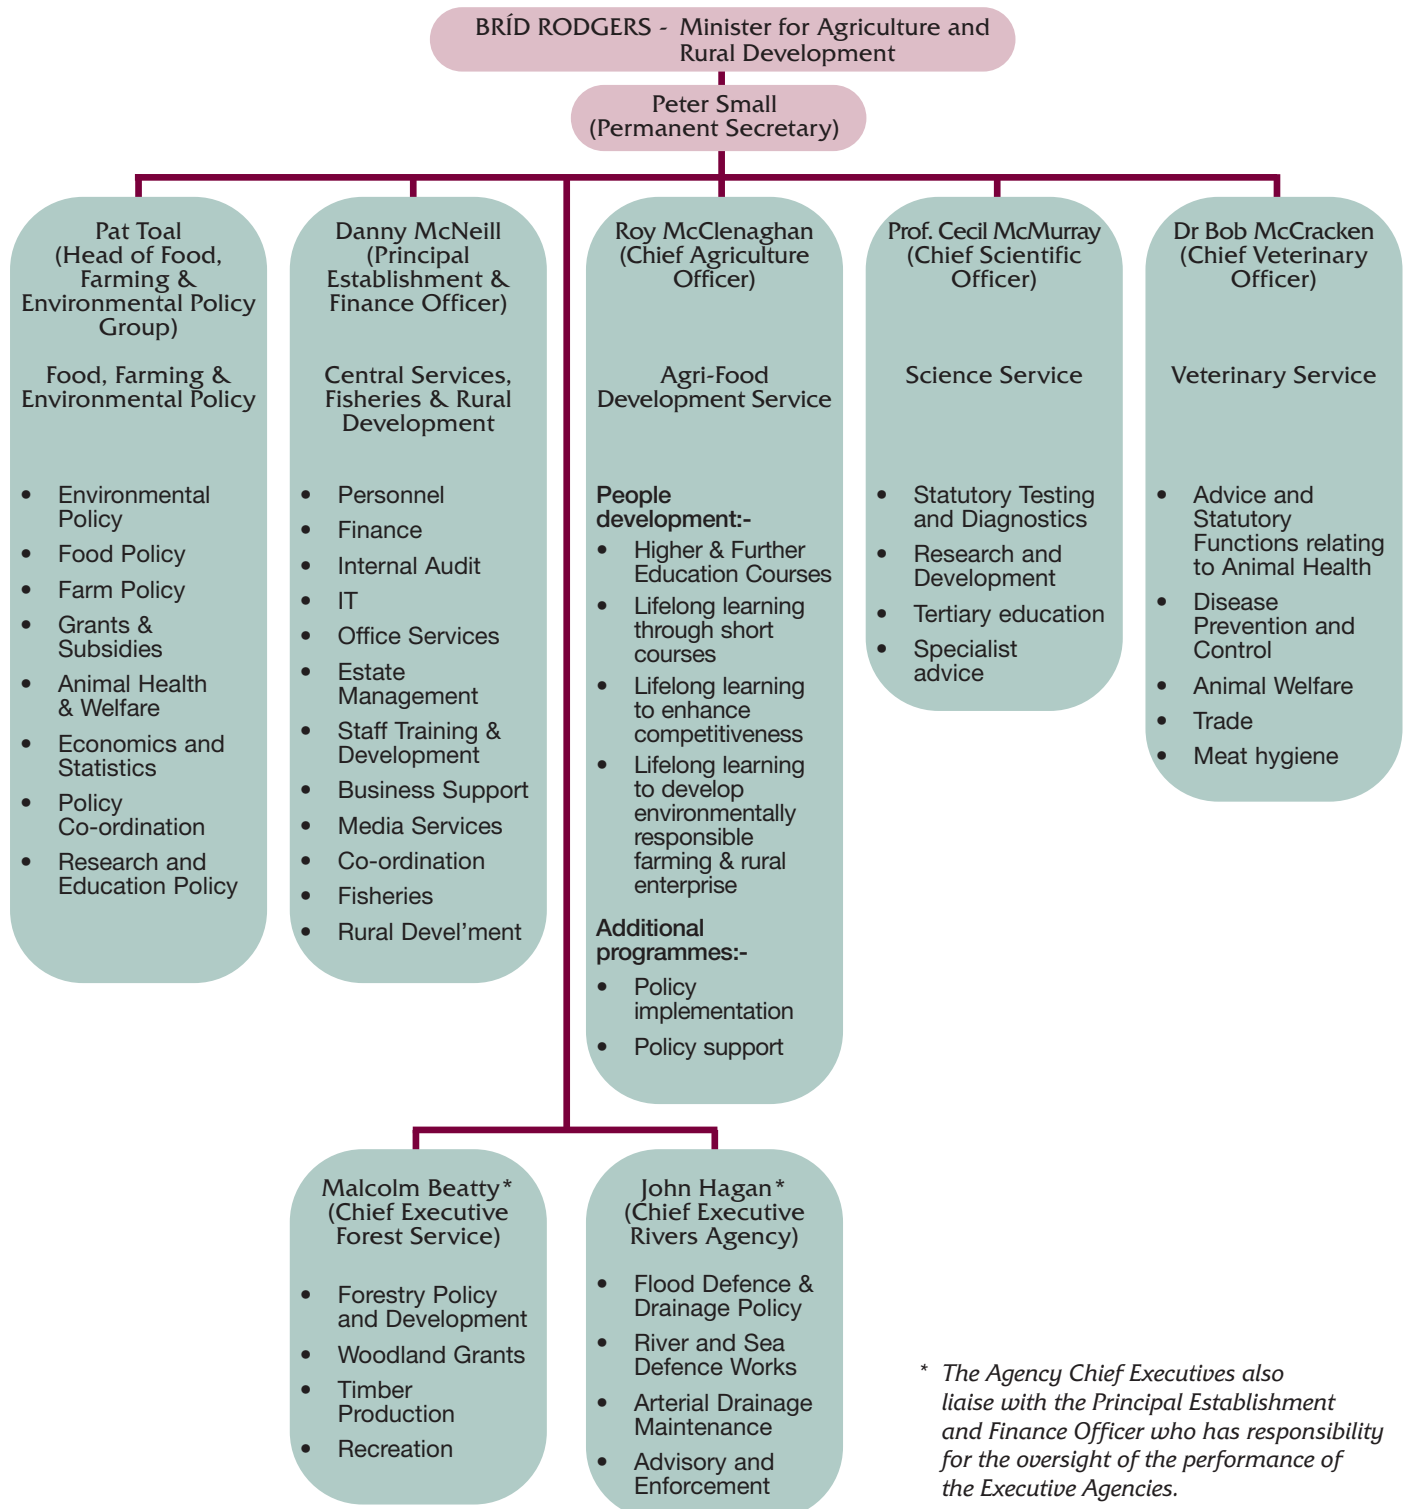 BRÍD RODGERS - Minister for Agriculture and
Rural Development
Peter Small
(Permanent Secretary)
Pat Toal
(Head of Food,
Farming &
Environmental Policy
Group)
Food, Farming &
Environmental Policy
• Environmental
Policy
• Food Policy
• Farm Policy
• Grants &
Subsidies
• Animal Health
& Welfare
• Economics and
Statistics
• Policy
Co-ordination
• Research and
Education Policy
Danny McNeill
(Principal
Establishment &
Finance Officer)
Central Services,
Fisheries & Rural
Development
• Personnel
• Finance
• Internal Audit
• IT
• Office Services
• Estate
Management
• Staff Training &
Development
• Business Support
• Media Services
• Co-ordination
• Fisheries
• Rural Devel’ment
Roy McClenaghan
(Chief Agriculture
Officer)
Agri-Food
Development Service
People
development:-
• Higher & Further
Education Courses
• Lifelong learning
through short
courses
• Lifelong learning
to enhance
competitiveness
• Lifelong learning
to develop
environmentally
responsible
farming & rural
enterprise
Additional
programmes:-
• Policy
implementation
• Policy support
Prof. Cecil McMurray
(Chief Scientific
Officer)
Science Service
• Statutory Testing
and Diagnostics
• Research and
Development
• Tertiary education
• Specialist
advice
Dr Bob McCracken
(Chief Veterinary
Officer)
Veterinary Service
• Advice and
Statutory
Functions relating
to Animal Health
• Disease
Prevention and
Control
• Animal Welfare
• Trade
• Meat hygiene
Malcolm Beatty*
(Chief Executive
Forest Service)
• Forestry Policy
and Development
• Woodland Grants
• Timber
Production
• Recreation
John Hagan*
(Chief Executive
Rivers Agency)
• Flood Defence &
Drainage Policy
• River and Sea
Defence Works
• Arterial Drainage
Maintenance
• Advisory and
Enforcement
* The Agency Chief Executives also
liaise with the Principal Establishment
and Finance Officer who has responsibility
for the oversight of the performance of
the Executive Agencies.